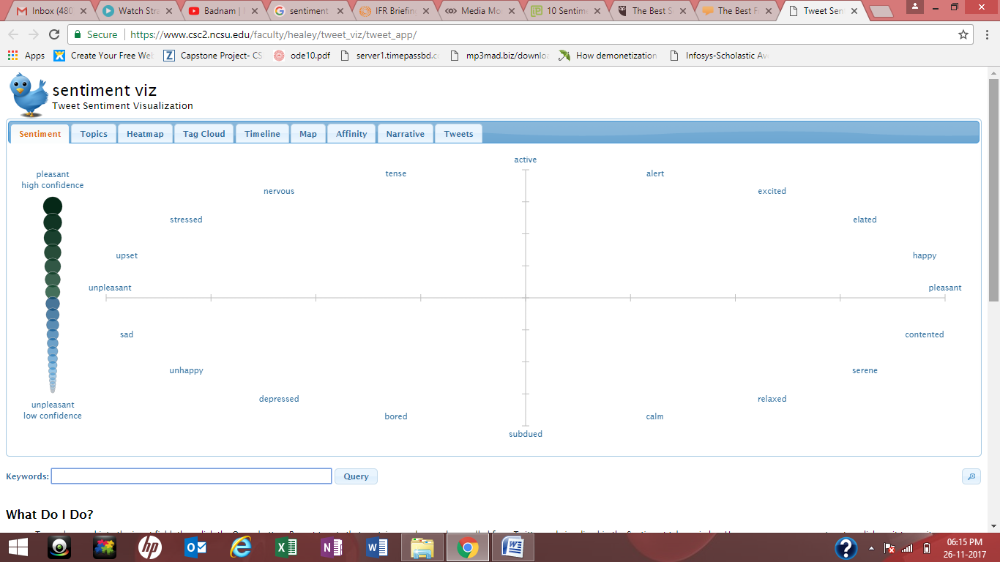 Inbox (480 Watch Stra Badnam | sentiment IFR Briefin Media Mo 10 Sentim The Best S The Best F Tweet Sen
Secure https://www.csc2.ncsu.edu/faculty/healey/tweet_viz/tweet_app/
Apps Create Your Free Web Capstone Project- CS ode10.pdf server1.timepassbd.c mp3mad.biz/downlo How demonetization Infosys-Scholastic Av
sentiment viz
Tweet Sentiment Visualization
Sentiment Topics Heatmap Tag Cloud Timeline Map Affinity Narrative Tweets
active
pleasant tense alert
high confidence nervous excited
stressed elated
upset happy
unpleasant pleasant
sad contented
unhappy serene
depressed relaxed
unpleasant
low confidence bored calm
subdued
Keywords: Query
What Do I Do?
06:15 PM
26-11-2017